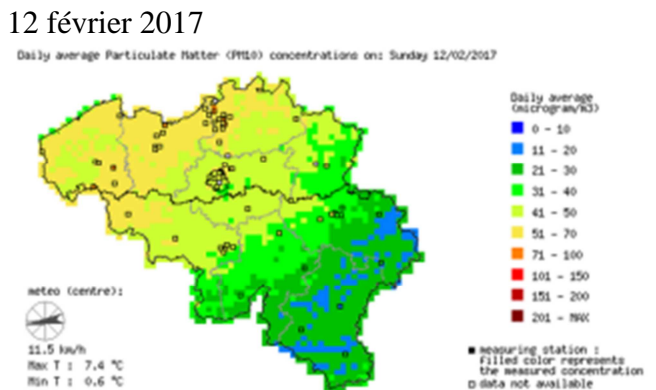 12 février 2017
Daily average Particulate Matter (PM10) concentrations on: Sunday 12/02/2017
Daily average
(microgram/m3)
0 - 10
11 - 20
21 - 30
31 - 40
41 - 50
51 - 70
71 - 100
101 - 150
151 - 200
201 - MAX
meteo (centre):
11.5 km/h
Max T : 7.4 °C
Min T : 0.6 °C
measuring station :
filled color represents
the measured concentration
data not available